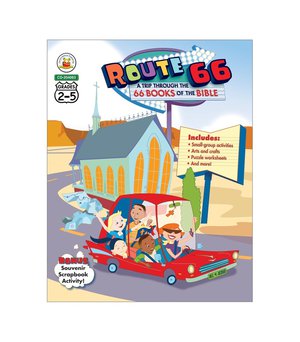 CD-204053
GRADES
2–5
ROUTE 66
A TRIP THROUGH THE
66 BOOKS OF THE BIBLE
Includes:
• Small-group activities
• Arts and crafts
• Puzzle worksheets
• And more!
BONUS
Souvenir
Scrapbook
Activity!